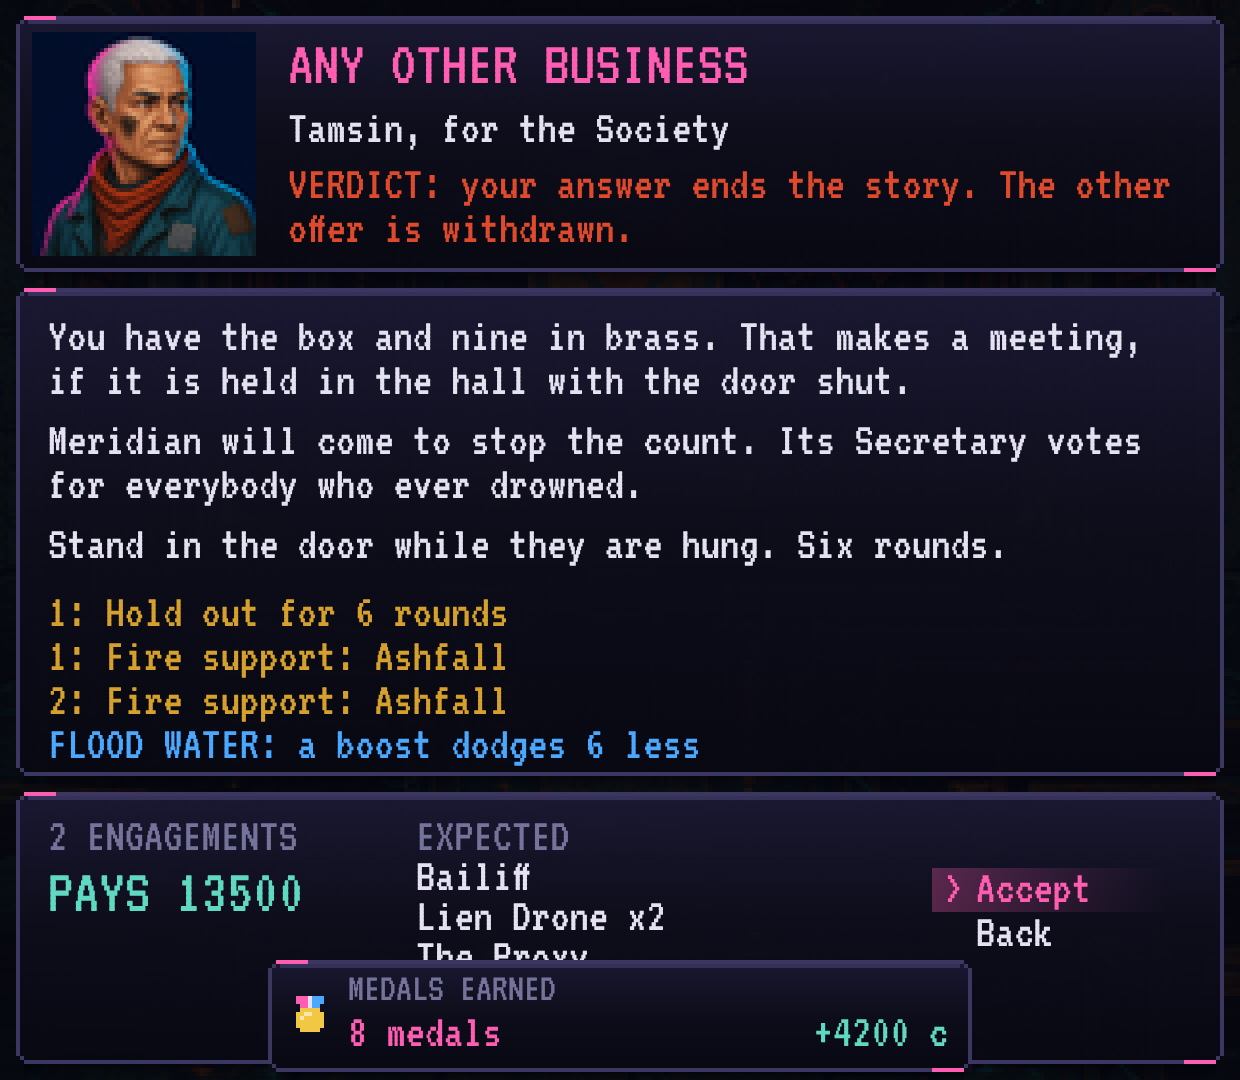 ANY OTHER BUSINESS
Tamsin, for the Society
VERDICT: your answer ends the story. The other
offer is withdrawn.
You have the box and nine in brass. That makes a meeting,
if it is held in the hall with the door shut.
Meridian will come to stop the count. Its Secretary votes
for everybody who ever drowned.
Stand in the door while they are hung. Six rounds.
1: Hold out for 6 rounds
1: Fire support: Ashfall
2: Fire support: Ashfall
FLOOD WATER: a boost dodges 6 less
2 ENGAGEMENTS
PAYS 13500
EXPECTED
Bailiff
Lien Drone x2
The Proxy
> Accept
Back
MEDALS EARNED
8 medals
+4200 c